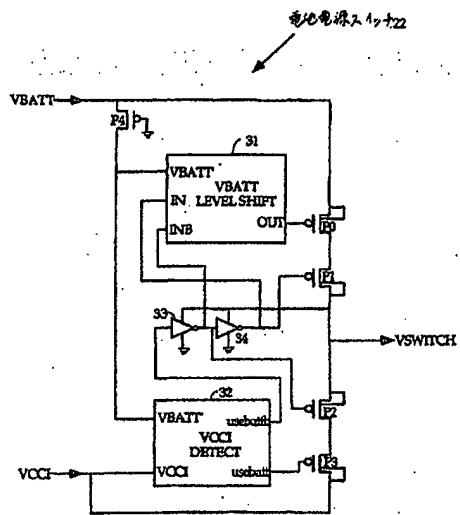 電池電源スイッチ22
VBATT
P4
31
VBATT
VBATT
LEVEL SHIFT
IN
OUT
INB
P0
P1
33
34
VSWITCH
32
P2
VBATT
usebattb
VCCI
DETECT
VCCI
usebatt
P3
VCCI